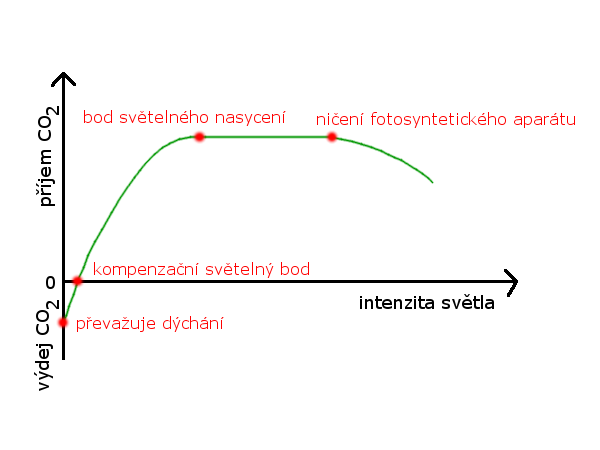 bod světelného nasycení
ničení fotosyntetického aparátu
příjem CO2
kompenzační světelný bod
0
intenzita světla
výdej CO2
převažuje dýchání